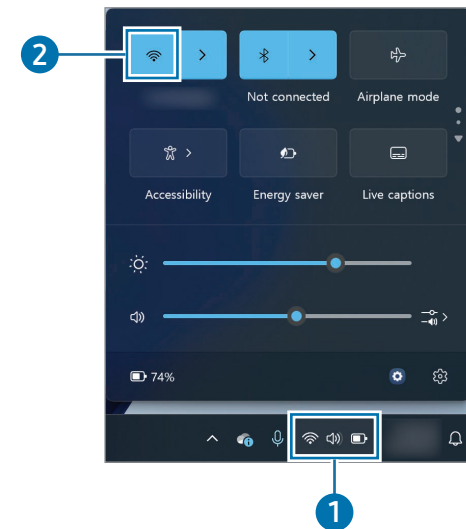 2
Not connected
Airplane mode
Accessibility
Energy saver
Live captions
74%
1